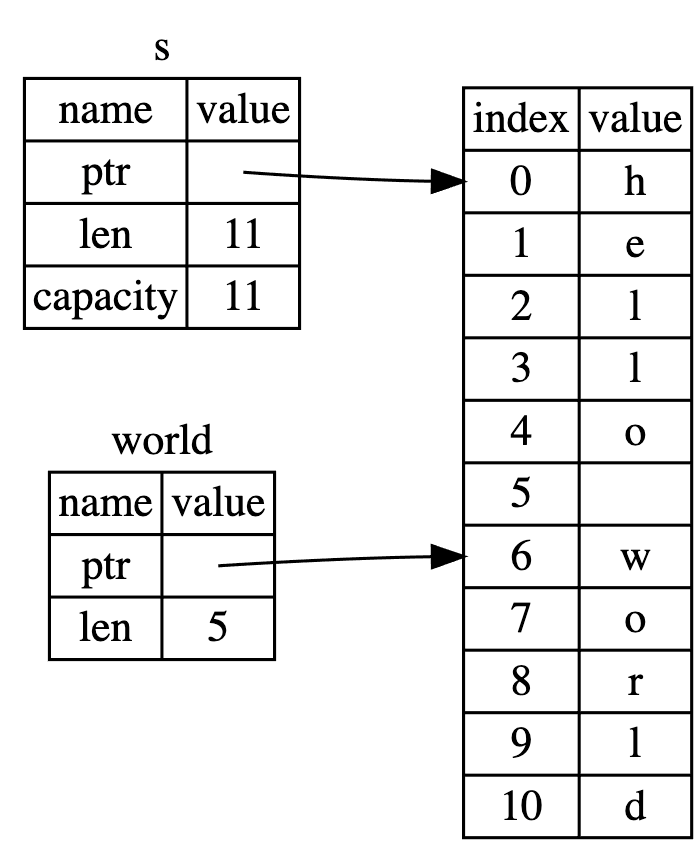 s
name value
ptr
len 11
capacity 11
world
name value
ptr
len 5
index value
0 h
1 e
2 l
3 l
4 o
5
6 w
7 o
8 r
9 l
10 d